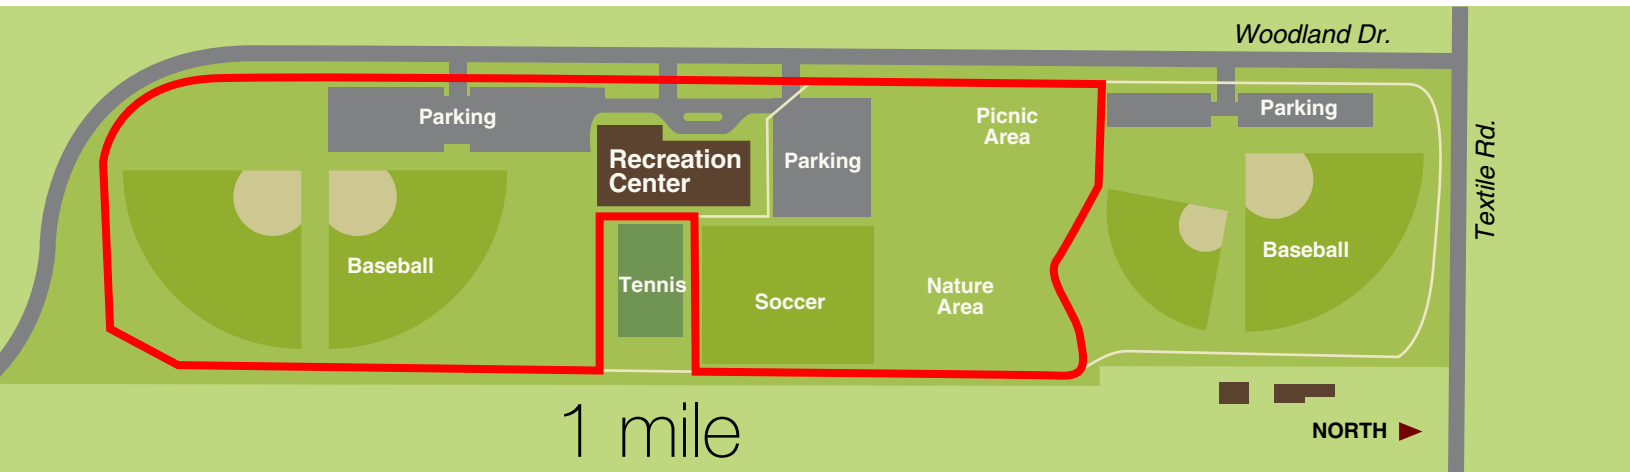 Woodland Dr.
Parking
Picnic
Area
Parking
Recreation
Center
Parking
Textile Rd.
Baseball
Tennis
Soccer
Nature
Area
Baseball
1 mile
NORTH